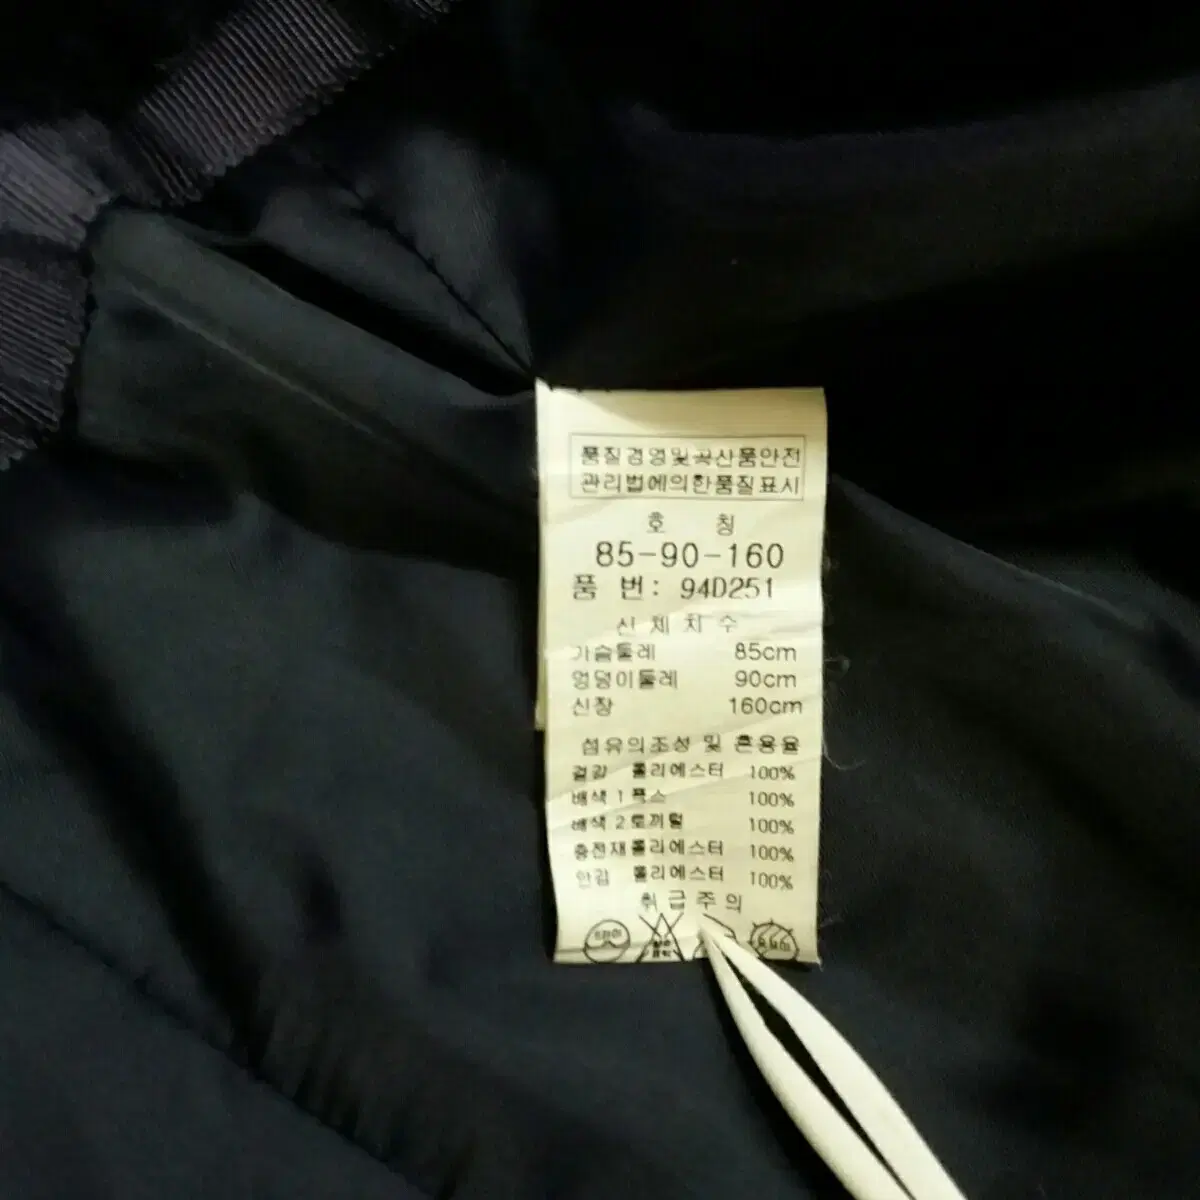 품질경영및공산품안전
관리법에의한품질표시
호 칭
85-90-160
품 번: 94D251
신체치수
가슴둘레 85cm
엉덩이둘레 90cm
신장 160cm
섬유의조성 및 혼용율
겉감 폴리에스터 100%
배색1폭스 100%
배색2토끼털 100%
충전재폴리에스터 100%
안감 폴리에스터 100%
취급주의
드라이